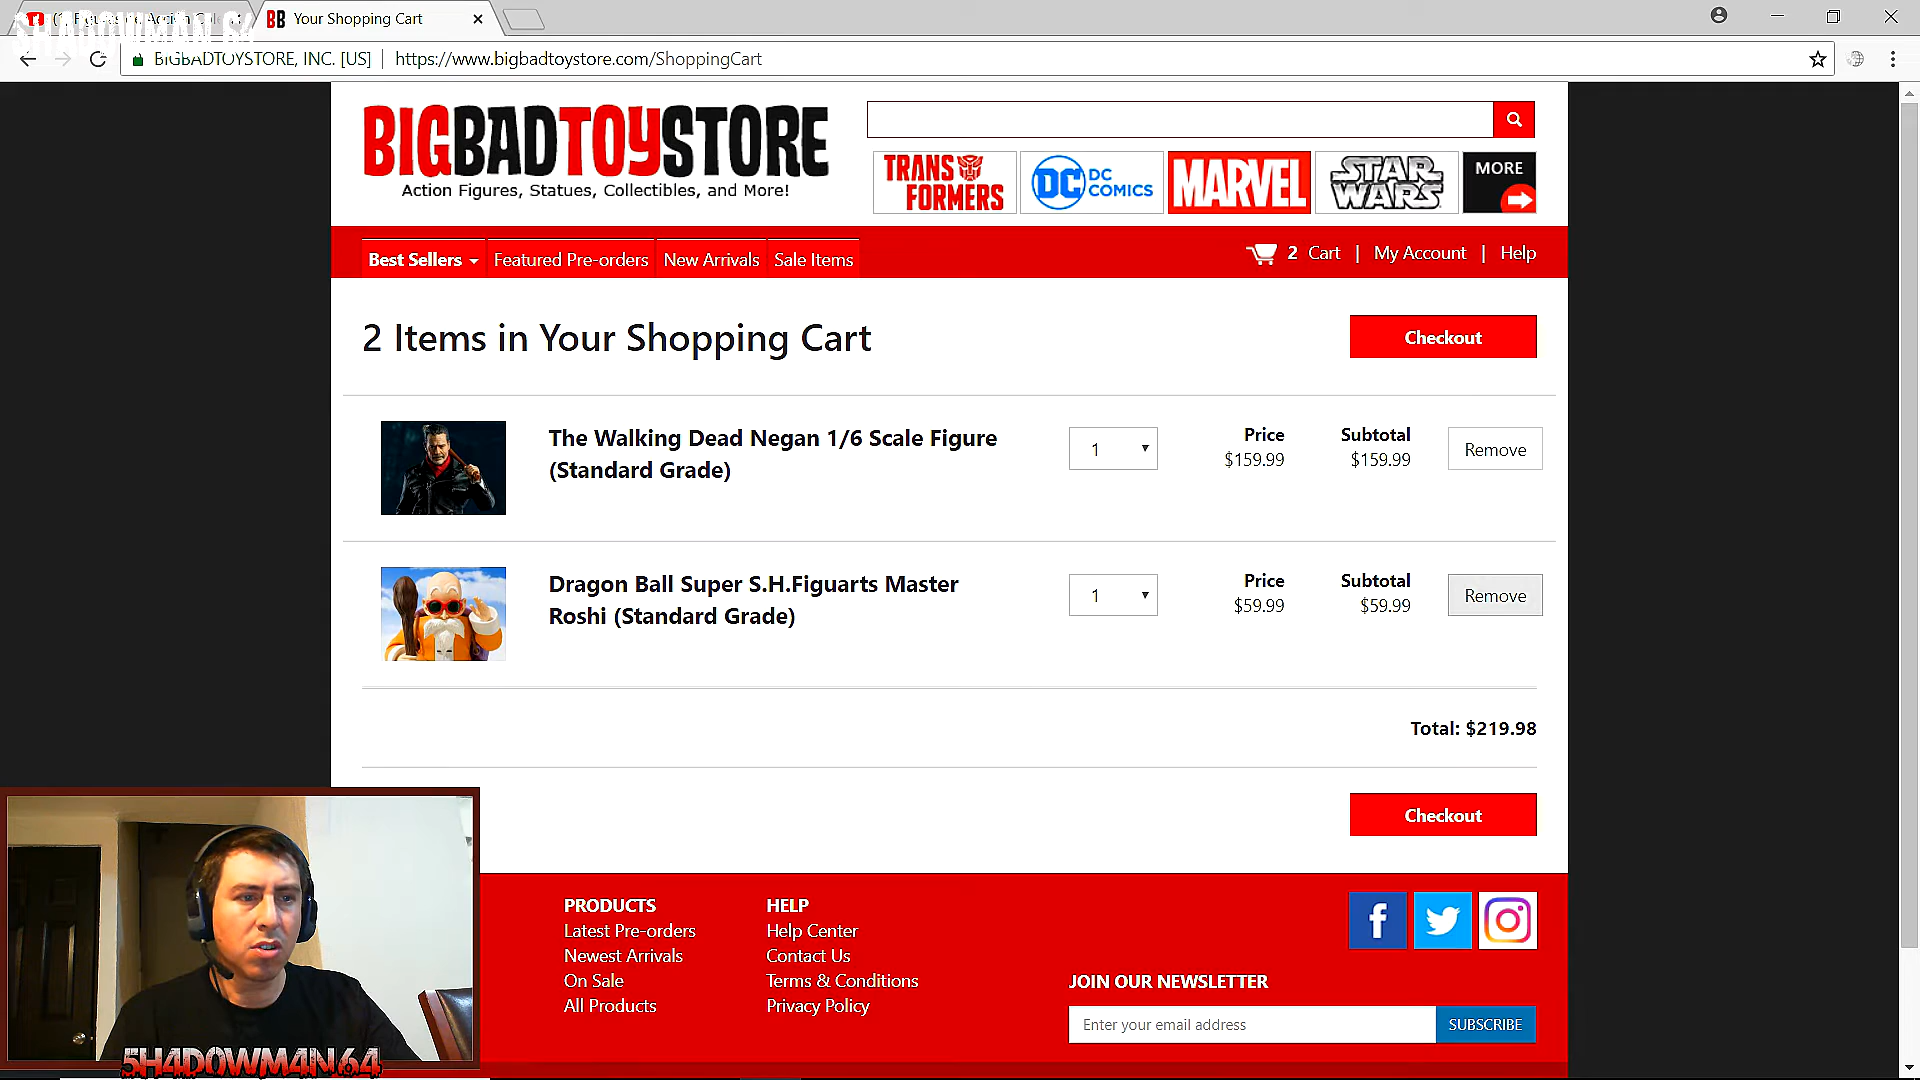 SHADOWMAN 64
Your Shopping Cart
BIGBADTOYSTORE, INC. [US] | https://www.bigbadtoystore.com/ShoppingCart
BIGBADTOYSTORE
Action Figures, Statues, Collectibles, and More!
TRANSFORMERS
DC DC COMICS
MARVEL
STAR WARS
MORE
Best Sellers Featured Pre-orders New Arrivals Sale Items
2 Cart | My Account | Help
2 Items in Your Shopping Cart
Checkout
The Walking Dead Negan 1/6 Scale Figure
(Standard Grade)
1
Price
$159.99
Subtotal
$159.99
Remove
Dragon Ball Super S.H.Figuarts Master
Roshi (Standard Grade)
1
Price
$59.99
Subtotal
$59.99
Remove
Total: $219.98
Checkout
PRODUCTS
Latest Pre-orders
Newest Arrivals
On Sale
All Products
HELP
Help Center
Contact Us
Terms & Conditions
Privacy Policy
JOIN OUR NEWSLETTER
Enter your email address
SUBSCRIBE
5H4D0WM4N64